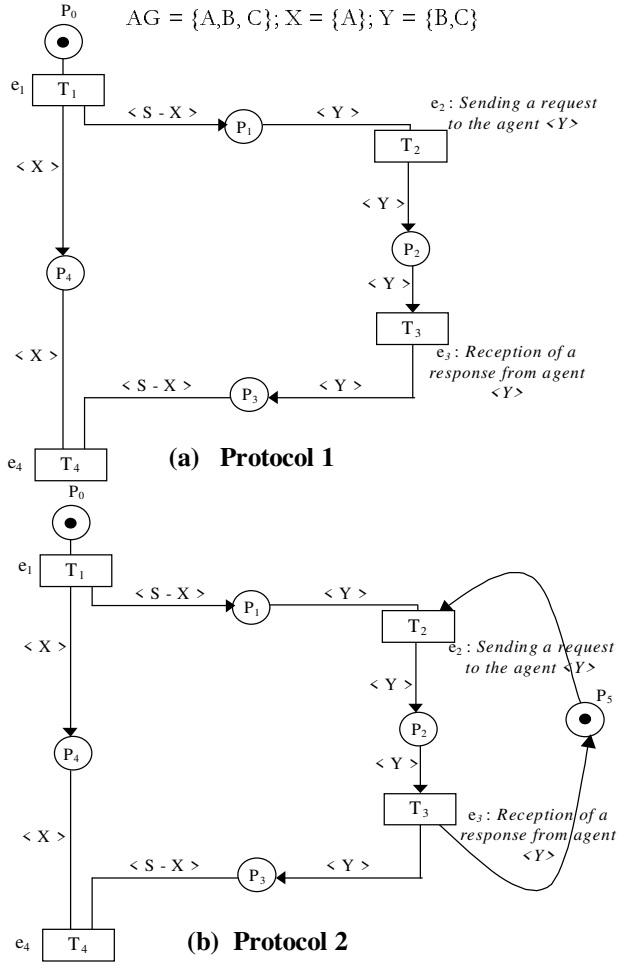 AG = {A,B, C}; X = {A}; Y = {B,C}
P0
e1
T1
< S - X >
P1
< Y >
e2 : Sending a request
to the agent <Y>
T2
< X >
< Y >
P4
P2
< Y >
T3
< X >
e3 : Reception of a
response from agent
<Y>
< S - X >
P3
< Y >
e4
T4
(a) Protocol 1
P0
e1
T1
< S - X >
P1
< Y >
T2
e2 : Sending a request
to the agent <Y>
< X >
< Y >
P5
P4
P2
< Y >
T3
e3 : Reception of a
response from agent
<Y>
< X >
< S - X >
P3
< Y >
e4
T4
(b) Protocol 2